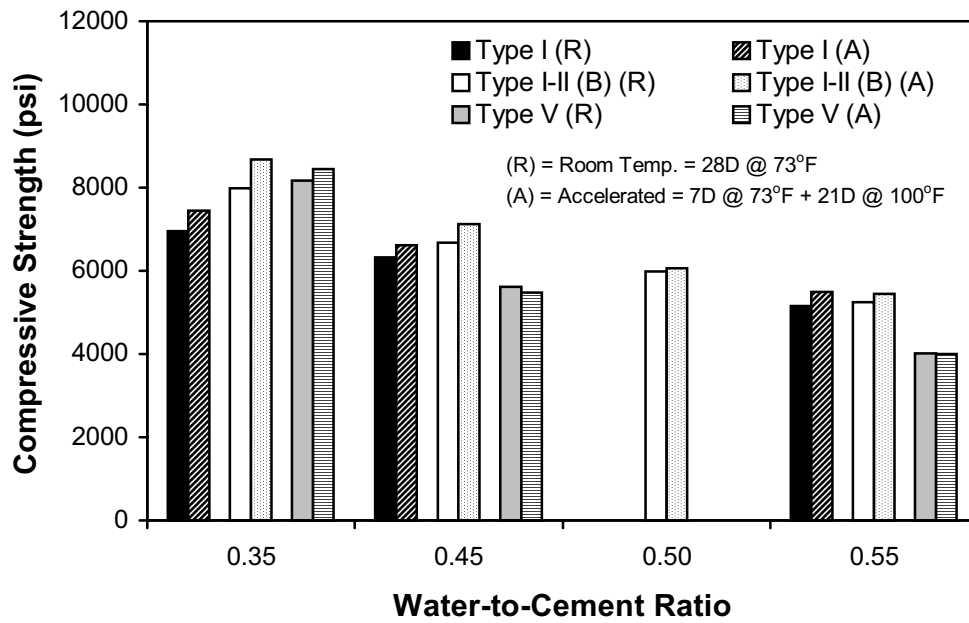 12000
10000
8000
6000
4000
2000
0
Compressive Strength (psi)
Type I (R) Type I (A)
Type I-II (B) (R) Type I-II (B) (A)
Type V (R) Type V (A)
(R) = Room Temp. = 28D @ 73°F
(A) = Accelerated = 7D @ 73°F + 21D @ 100°F
0.35 0.45 0.50 0.55
Water-to-Cement Ratio